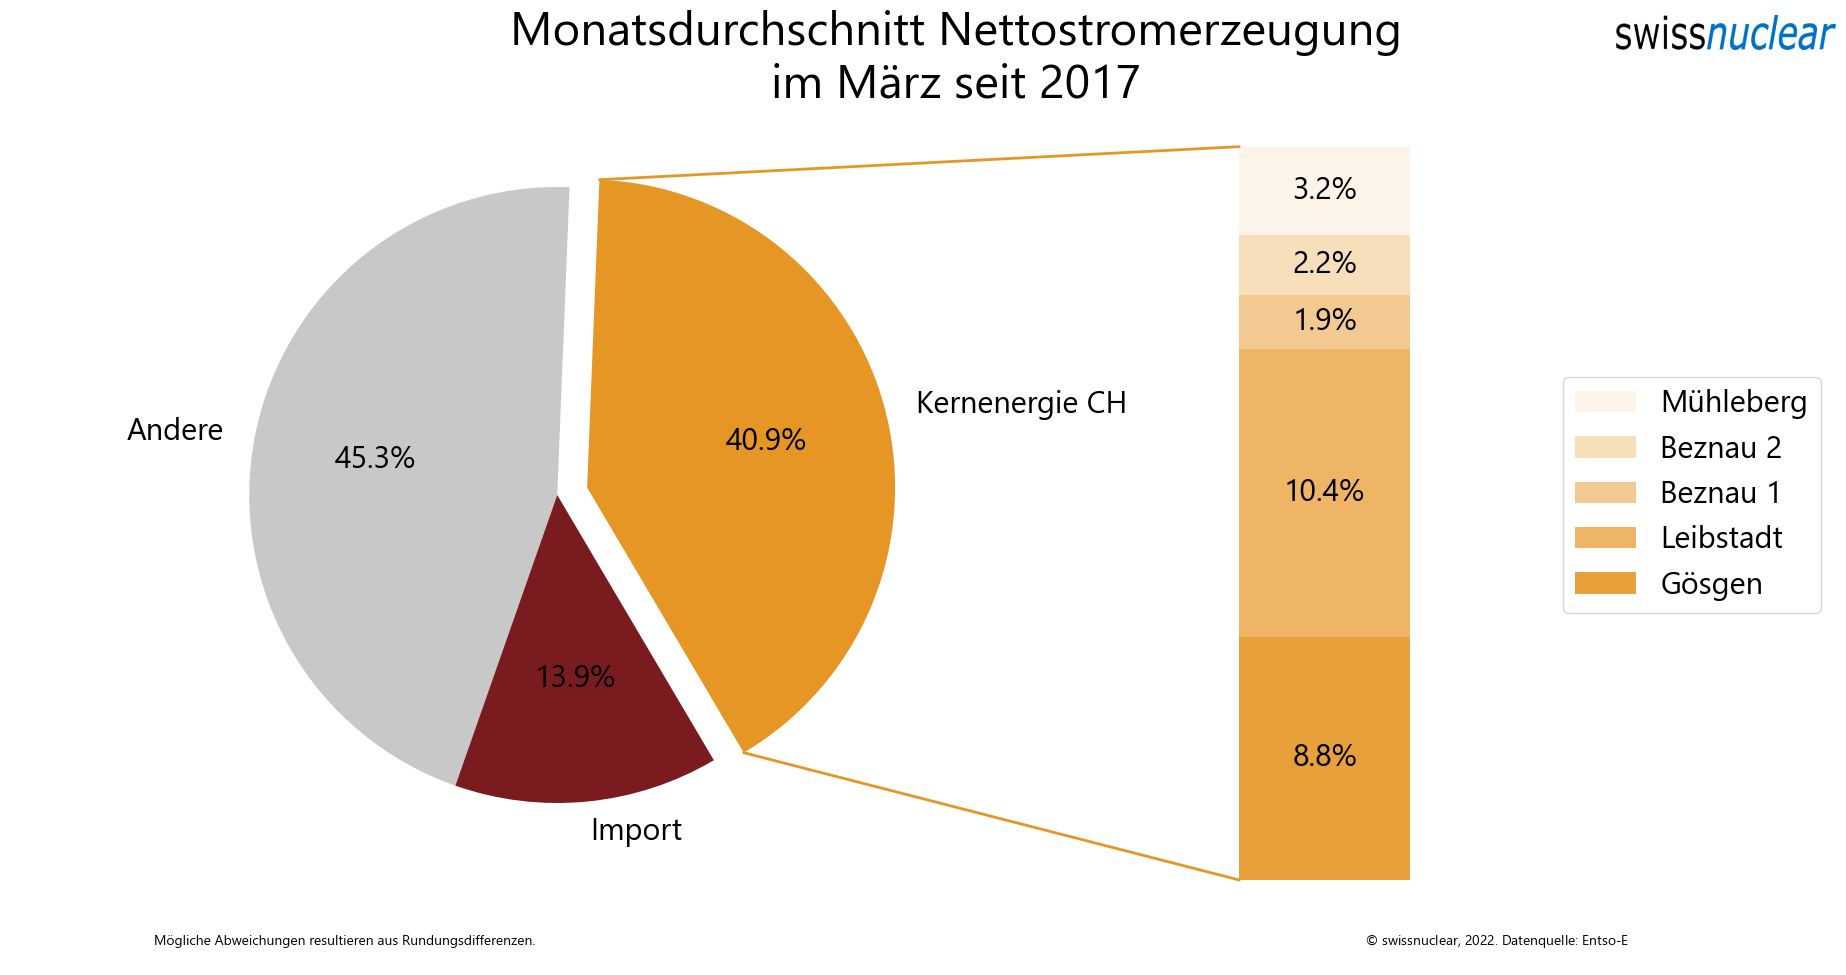 Monatsdurchschnitt Nettostromerzeugung
im März seit 2017
swissnuclear
Andere
45.3%
Kernenergie CH
40.9%
Import
13.9%
3.2%
2.2%
1.9%
10.4%
8.8%
Mühleberg
Beznau 2
Beznau 1
Leibstadt
Gösgen
Mögliche Abweichungen resultieren aus Rundungsdifferenzen.
© swissnuclear, 2022. Datenquelle: Entso-E